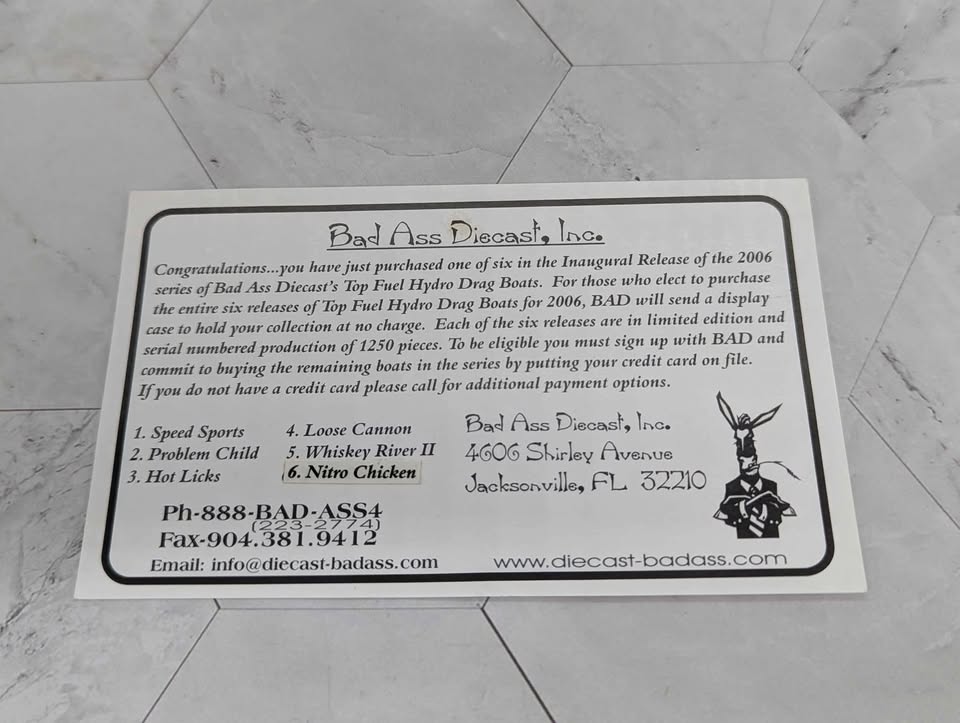 Bad Ass Diecast, Inc.
Congratulations...you have just purchased one of six in the Inaugural Release of the 2006
series of Bad Ass Diecast's Top Fuel Hydro Drag Boats. For those who elect to purchase
the entire six releases of Top Fuel Hydro Drag Boats for 2006, BAD will send a display
case to hold your collection at no charge. Each of the six releases are in limited edition and
serial numbered production of 1250 pieces. To be eligible you must sign up with BAD and
commit to buying the remaining boats in the series by putting your credit card on file.
If you do not have a credit card please call for additional payment options.
1. Speed Sports
2. Problem Child
3. Hot Licks
4. Loose Cannon
5. Whiskey River II
6. Nitro Chicken
Bad Ass Diecast, Inc.
4606 Shirley Avenue
Jacksonville, FL 32210
Ph-888-BAD-ASS4
(223-2774)
Fax-904.381.9412
Email: info@diecast-badass.com
www.diecast-badass.com